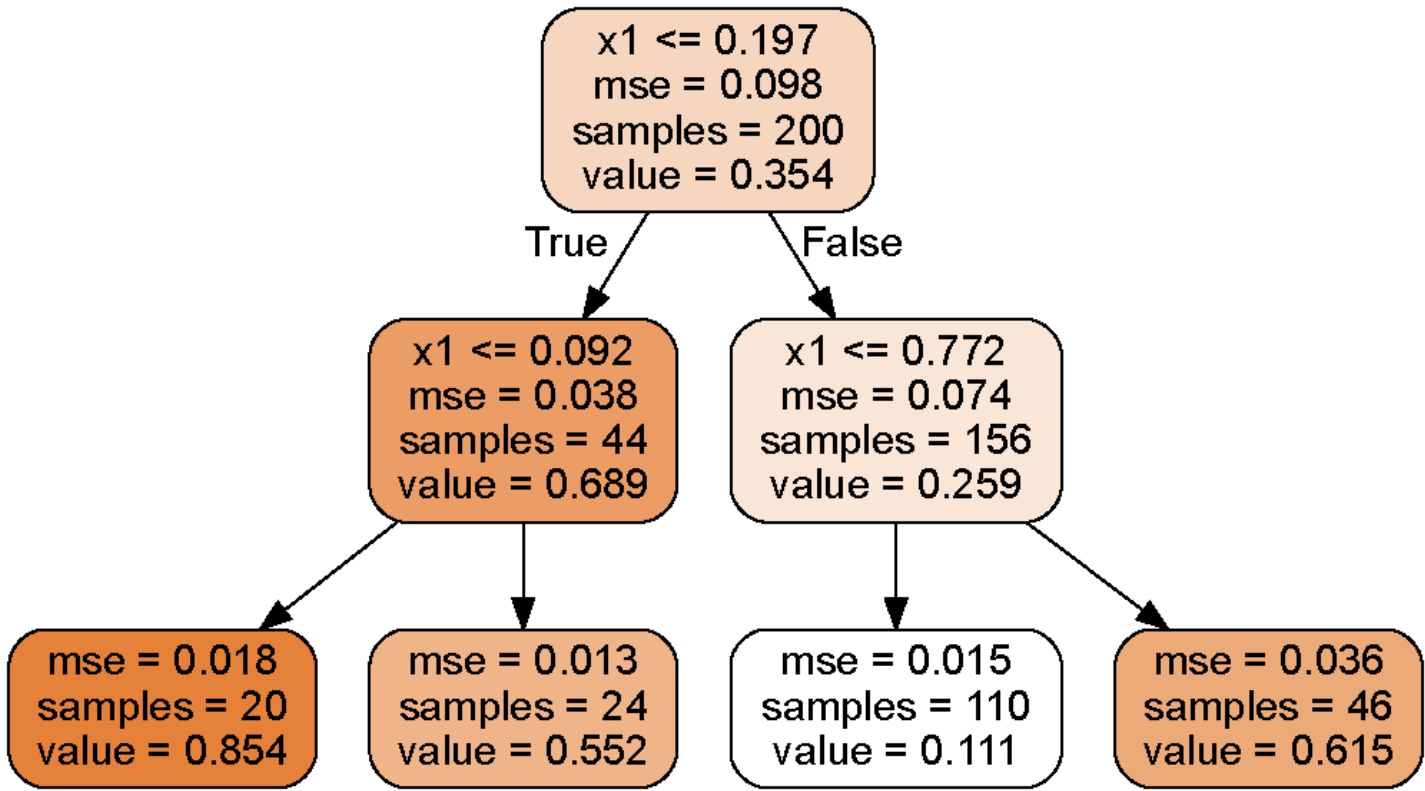 x1 <= 0.197
mse = 0.098
samples = 200
value = 0.354
True
False
x1 <= 0.092
mse = 0.038
samples = 44
value = 0.689
x1 <= 0.772
mse = 0.074
samples = 156
value = 0.259
mse = 0.018
samples = 20
value = 0.854
mse = 0.013
samples = 24
value = 0.552
mse = 0.015
samples = 110
value = 0.111
mse = 0.036
samples = 46
value = 0.615